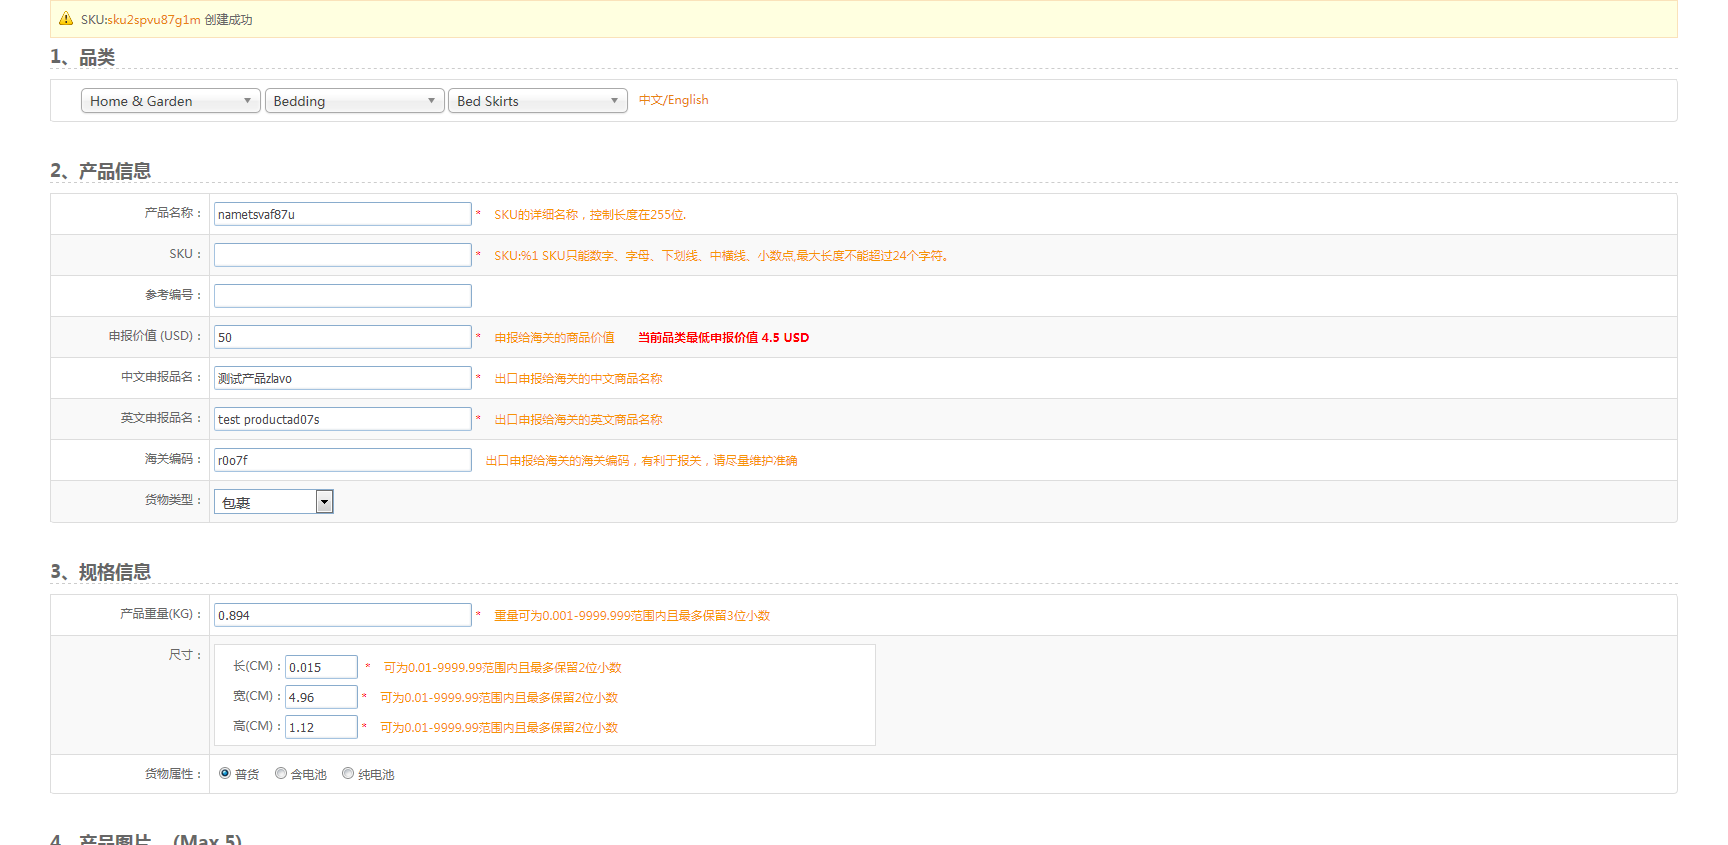 SKU:sku2spvu87g1m 创建成功
1、品类
Home & Garden Bedding Bed Skirts 中文/English
2、产品信息
产品名称： nametsvaf87u * SKU的详细名称，控制长度在255位.
SKU： * SKU:%1 SKU只能数字、字母、下划线、中横线、小数点,最大长度不能超过24个字符。
参考编号：
申报价值 (USD)： 50 * 申报给海关的商品价值 当前品类最低申报价值 4.5 USD
中文申报品名： 测试产品zlavo * 出口申报给海关的中文商品名称
英文申报品名： test productad07s * 出口申报给海关的英文商品名称
海关编码： r0o7f 出口申报给海关的海关编码，有利于报关，请尽量维护准确
货物类型： 包裹
3、规格信息
产品重量(KG)： 0.894 * 重量可为0.001-9999.999范围内且最多保留3位小数
尺寸：
长(CM)： 0.015 * 可为0.01-9999.99范围内且最多保留2位小数
宽(CM)： 4.96 * 可为0.01-9999.99范围内且最多保留2位小数
高(CM)： 1.12 * 可为0.01-9999.99范围内且最多保留2位小数
货物属性： 普货 含电池 纯电池
4、产品图片 (Max 5)